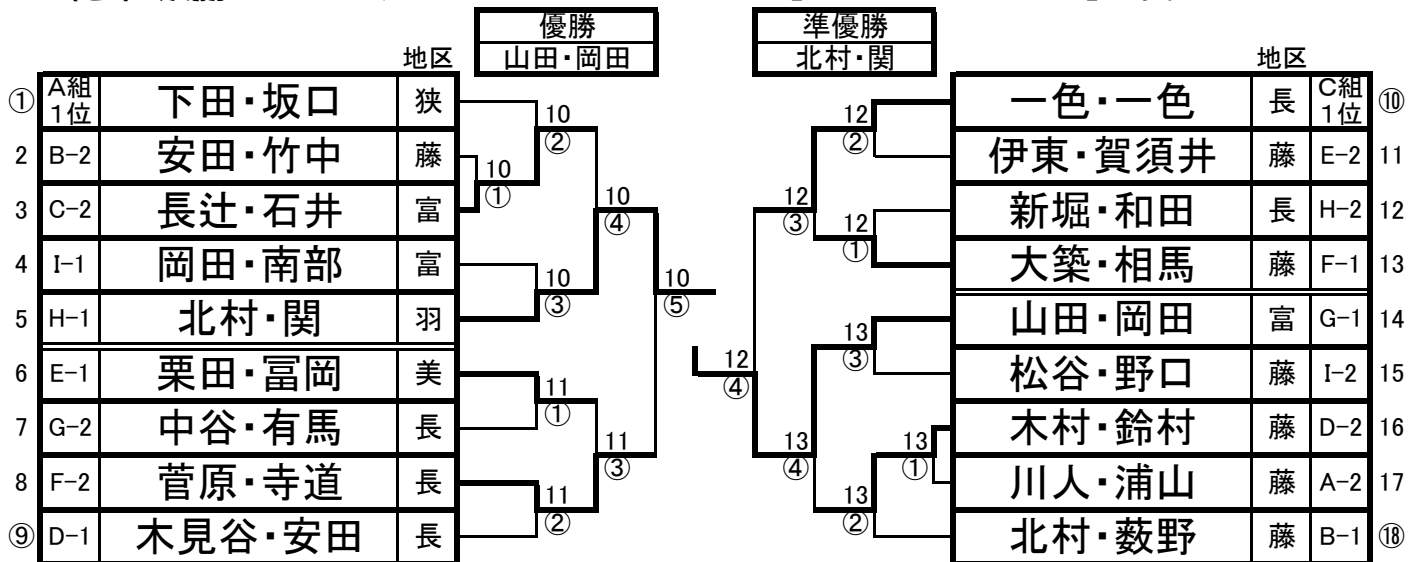 優勝
準優勝
山田・岡田
北村・関
地区
地区
① A組1位 下田・坂口 狭
2 B-2 安田・竹中 藤
3 C-2 長辻・石井 富
4 I-1 岡田・南部 富
5 H-1 北村・関 羽
6 E-1 栗田・冨岡 美
7 G-2 中谷・有馬 長
8 F-2 菅原・寺道 長
⑨ D-1 木見谷・安田 長
10
②
10
①
10
④
10
③
10
⑤
11
①
11
③
11
②
12
②
12
③
12
①
12
④
13
③
13
④
13
①
13
②
一色・一色 長 C組1位 ⑩
伊東・賀須井 藤 E-2 11
新堀・和田 長 H-2 12
大築・相馬 藤 F-1 13
山田・岡田 富 G-1 14
松谷・野口 藤 I-2 15
木村・鈴村 藤 D-2 16
川人・浦山 藤 A-2 17
北村・薮野 藤 B-1 ⑱